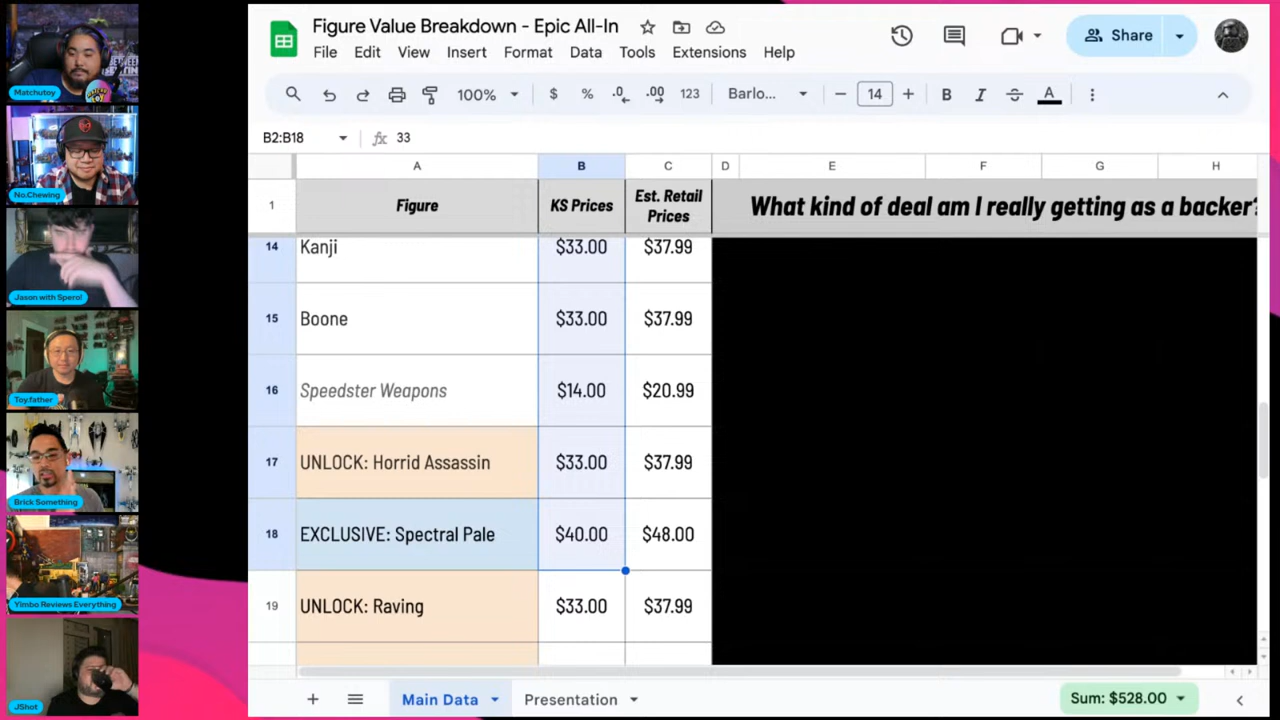 Matchutoy
No.Chewing
Jason with Sperol
Toy.father
Brick Something
Yimbo Reviews Everything
JShot
Figure Value Breakdown - Epic All-In
File Edit View Insert Format Data Tools Extensions Help
Share
100% $ % .0 .00 123 Barlo... 14 B I A
B2:B18 fx 33
A B C D E F G H
1 Figure KS Prices Est. Retail Prices What kind of deal am I really getting as a backer?
14 Kanji $33.00 $37.99
15 Boone $33.00 $37.99
16 Speedster Weapons $14.00 $20.99
17 UNLOCK: Horrid Assassin $33.00 $37.99
18 EXCLUSIVE: Spectral Pale $40.00 $48.00
19 UNLOCK: Raving $33.00 $37.99
Main Data Presentation Sum: $528.00